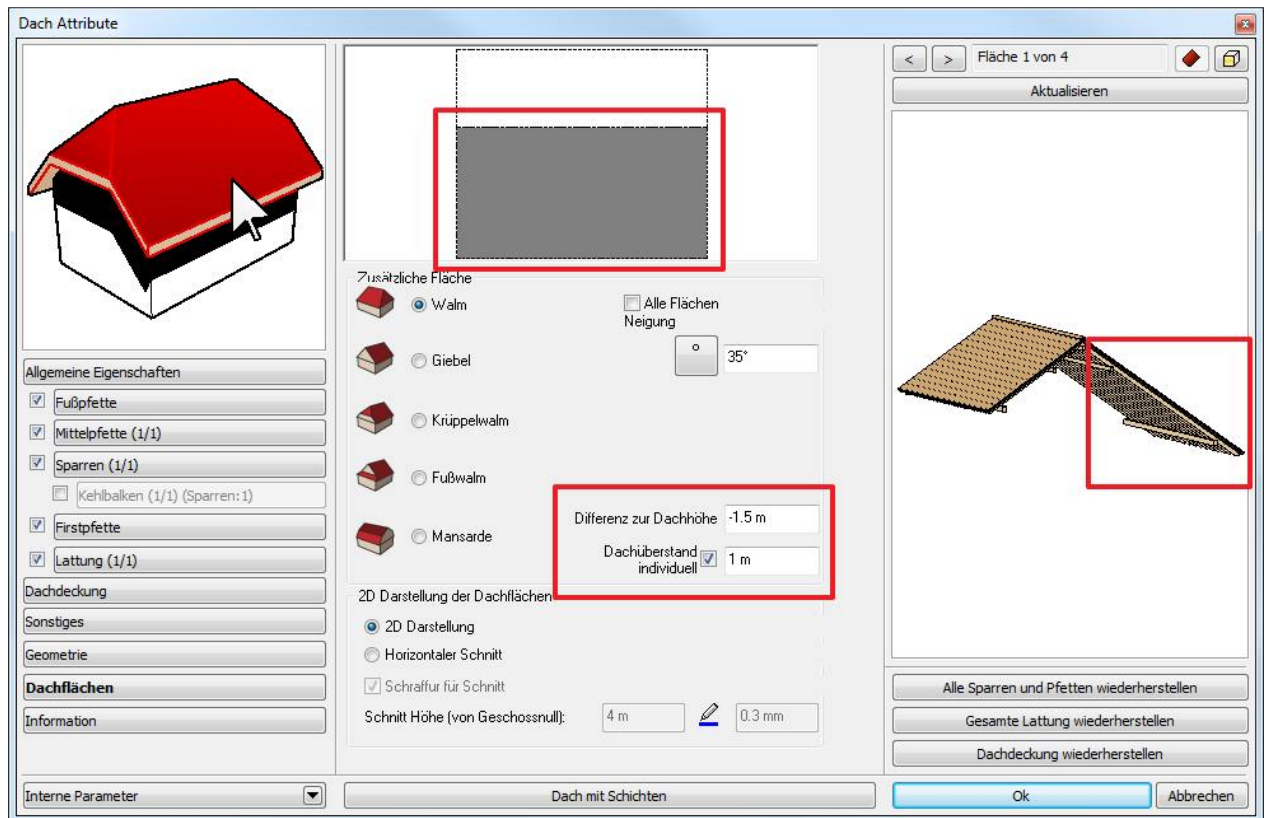 Dach Attribute
< > Fläche 1 von 4
Aktualisieren
Zusätzliche Fläche
Walm
Alle Flächen
Neigung
Giebel
° 35°
Krüppelwalm
Fußwalm
Mansarde
Differenz zur Dachhöhe -1.5 m
Dachüberstand individuell 1 m
2D Darstellung der Dachflächen
2D Darstellung
Horizontaler Schnitt
Schraffur für Schnitt
Schnitt Höhe (von Geschossnull): 4 m 0.3 mm
Allgemeine Eigenschaften
Fußpfette
Mittelpfette (1/1)
Sparren (1/1)
Kehlbalken (1/1) (Sparren:1)
Firstpfette
Lattung (1/1)
Dachdeckung
Sonstiges
Geometrie
Dachflächen
Information
Alle Sparren und Pfetten wiederherstellen
Gesamte Lattung wiederherstellen
Dachdeckung wiederherstellen
Interne Parameter
Dach mit Schichten
Ok
Abbrechen